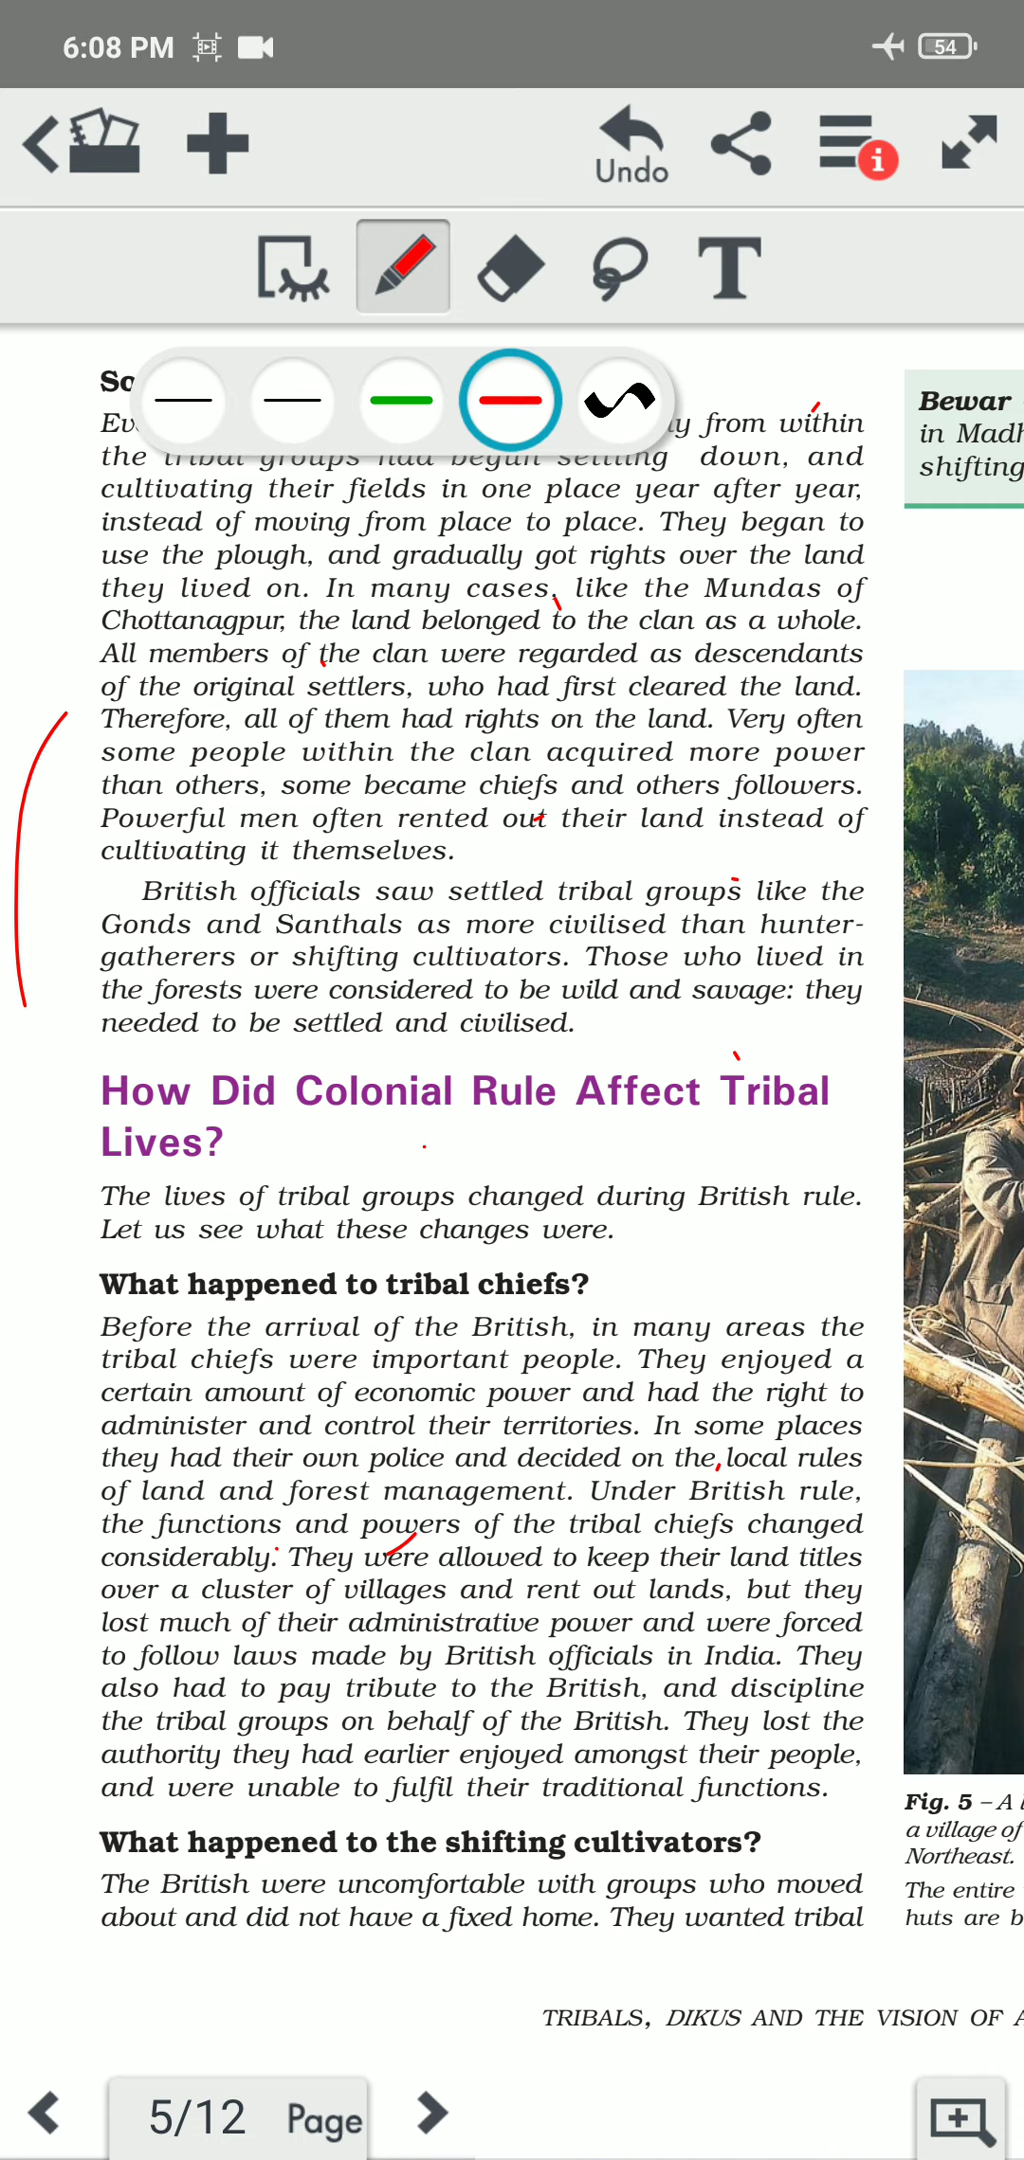 6:08 PM
54
Undo
T
So
Ev
ly from within
the tribal groups had begun settling down, and
cultivating their fields in one place year after year,
instead of moving from place to place. They began to
use the plough, and gradually got rights over the land
they lived on. In many cases, like the Mundas of
Chottanagpur, the land belonged to the clan as a whole.
All members of the clan were regarded as descendants
of the original settlers, who had first cleared the land.
Therefore, all of them had rights on the land. Very often
some people within the clan acquired more power
than others, some became chiefs and others followers.
Powerful men often rented out their land instead of
cultivating it themselves.
British officials saw settled tribal groups like the
Gonds and Santhals as more civilised than hunter-
gatherers or shifting cultivators. Those who lived in
the forests were considered to be wild and savage: they
needed to be settled and civilised.
How Did Colonial Rule Affect Tribal
Lives?
The lives of tribal groups changed during British rule.
Let us see what these changes were.
What happened to tribal chiefs?
Before the arrival of the British, in many areas the
tribal chiefs were important people. They enjoyed a
certain amount of economic power and had the right to
administer and control their territories. In some places
they had their own police and decided on the local rules
of land and forest management. Under British rule,
the functions and powers of the tribal chiefs changed
considerably. They were allowed to keep their land titles
over a cluster of villages and rent out lands, but they
lost much of their administrative power and were forced
to follow laws made by British officials in India. They
also had to pay tribute to the British, and discipline
the tribal groups on behalf of the British. They lost the
authority they had earlier enjoyed amongst their people,
and were unable to fulfil their traditional functions.
What happened to the shifting cultivators?
The British were uncomfortable with groups who moved
about and did not have a fixed home. They wanted tribal
Bewar
in Madh
shifting
Fig. 5 – A
a village of
Northeast.
The entire
huts are b
TRIBALS, DIKUS AND THE VISION OF A
5/12 Page